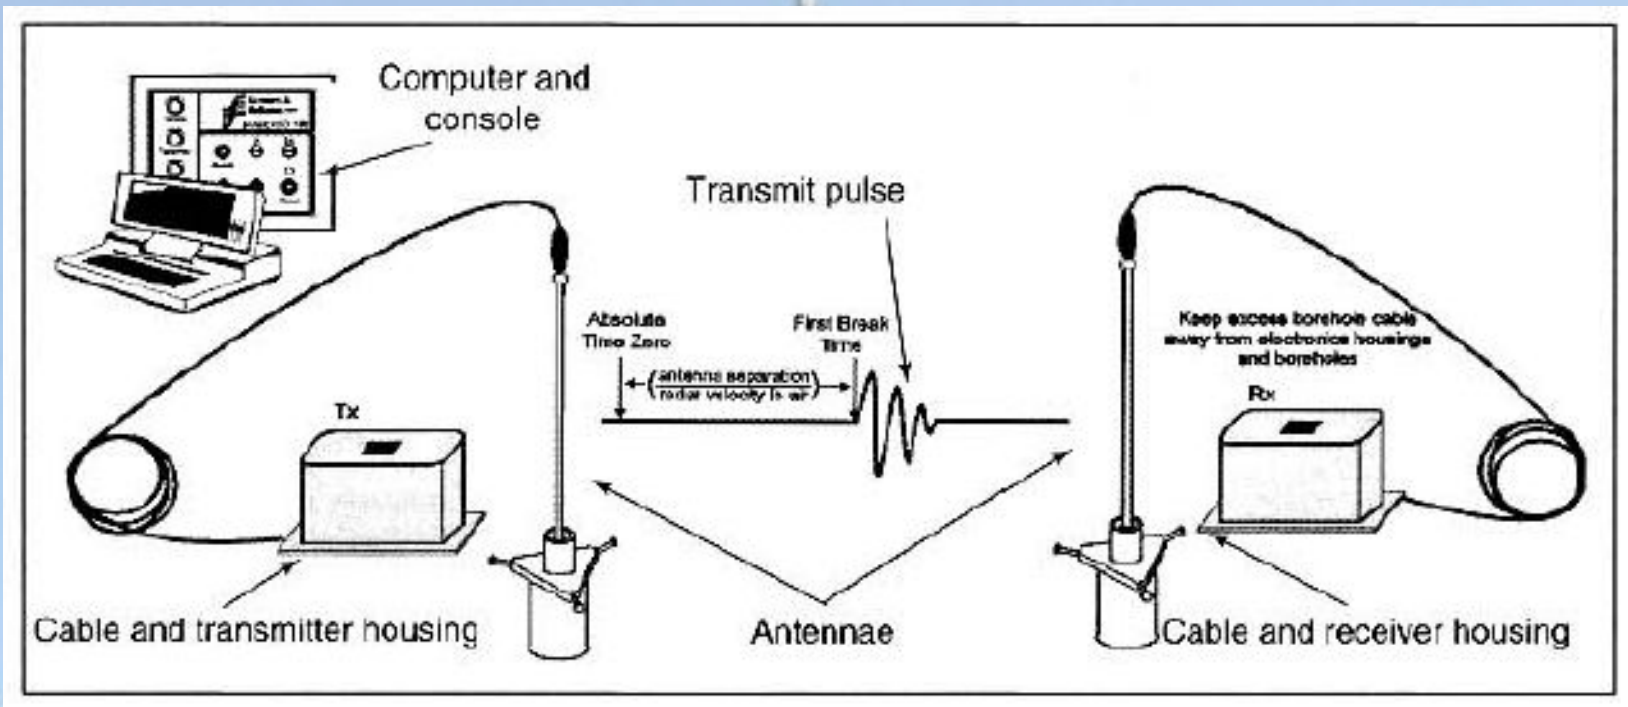 Computer and
console
Transmit pulse
Absolute
Time Zero
First Break
Time
antenna separation
radar velocity in air
Keep excess borehole cable
away from electronics housings
and boreholes
Tx
Rx
Cable and transmitter housing
Antennae
Cable and receiver housing